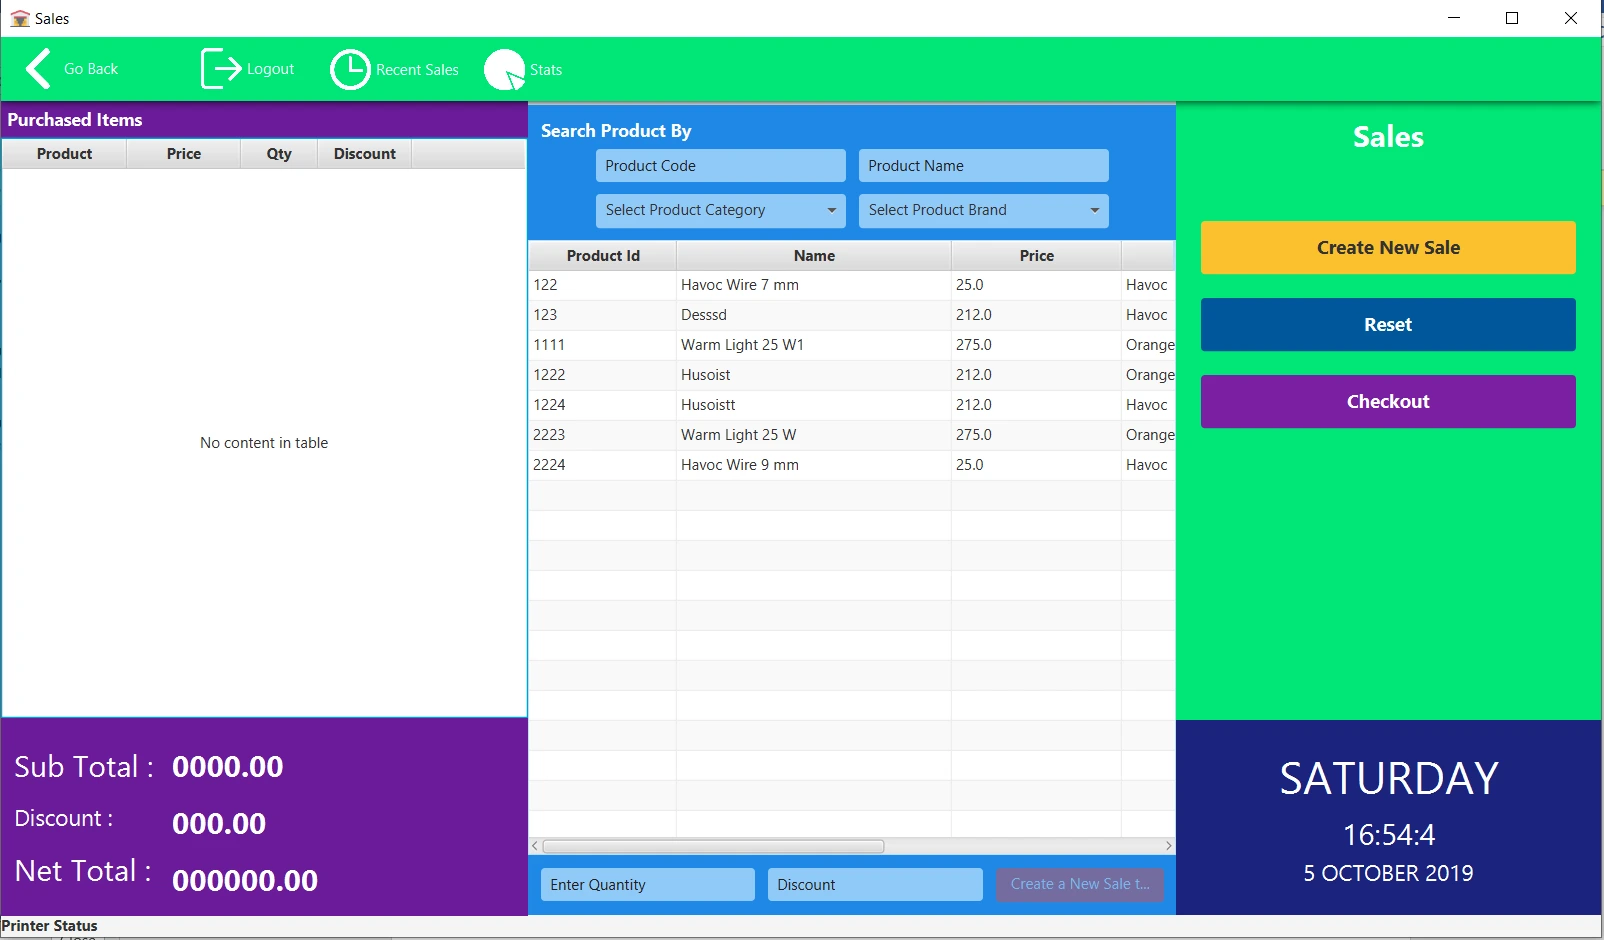 Sales
Go Back
Logout
Recent Sales
Stats
Purchased Items
Product Price Qty Discount
No content in table
Sub Total : 0000.00
Discount : 000.00
Net Total : 000000.00
Search Product By
Product Code
Product Name
Select Product Category
Select Product Brand
Product Id Name Price
122 Havoc Wire 7 mm 25.0 Havoc
123 Desssd 212.0 Havoc
1111 Warm Light 25 W1 275.0 Orange
1222 Husoist 212.0 Orange
1224 Husoistt 212.0 Havoc
2223 Warm Light 25 W 275.0 Orange
2224 Havoc Wire 9 mm 25.0 Havoc
Enter Quantity
Discount
Create a New Sale t...
Sales
Create New Sale
Reset
Checkout
SATURDAY
16:54:4
5 OCTOBER 2019
Printer Status